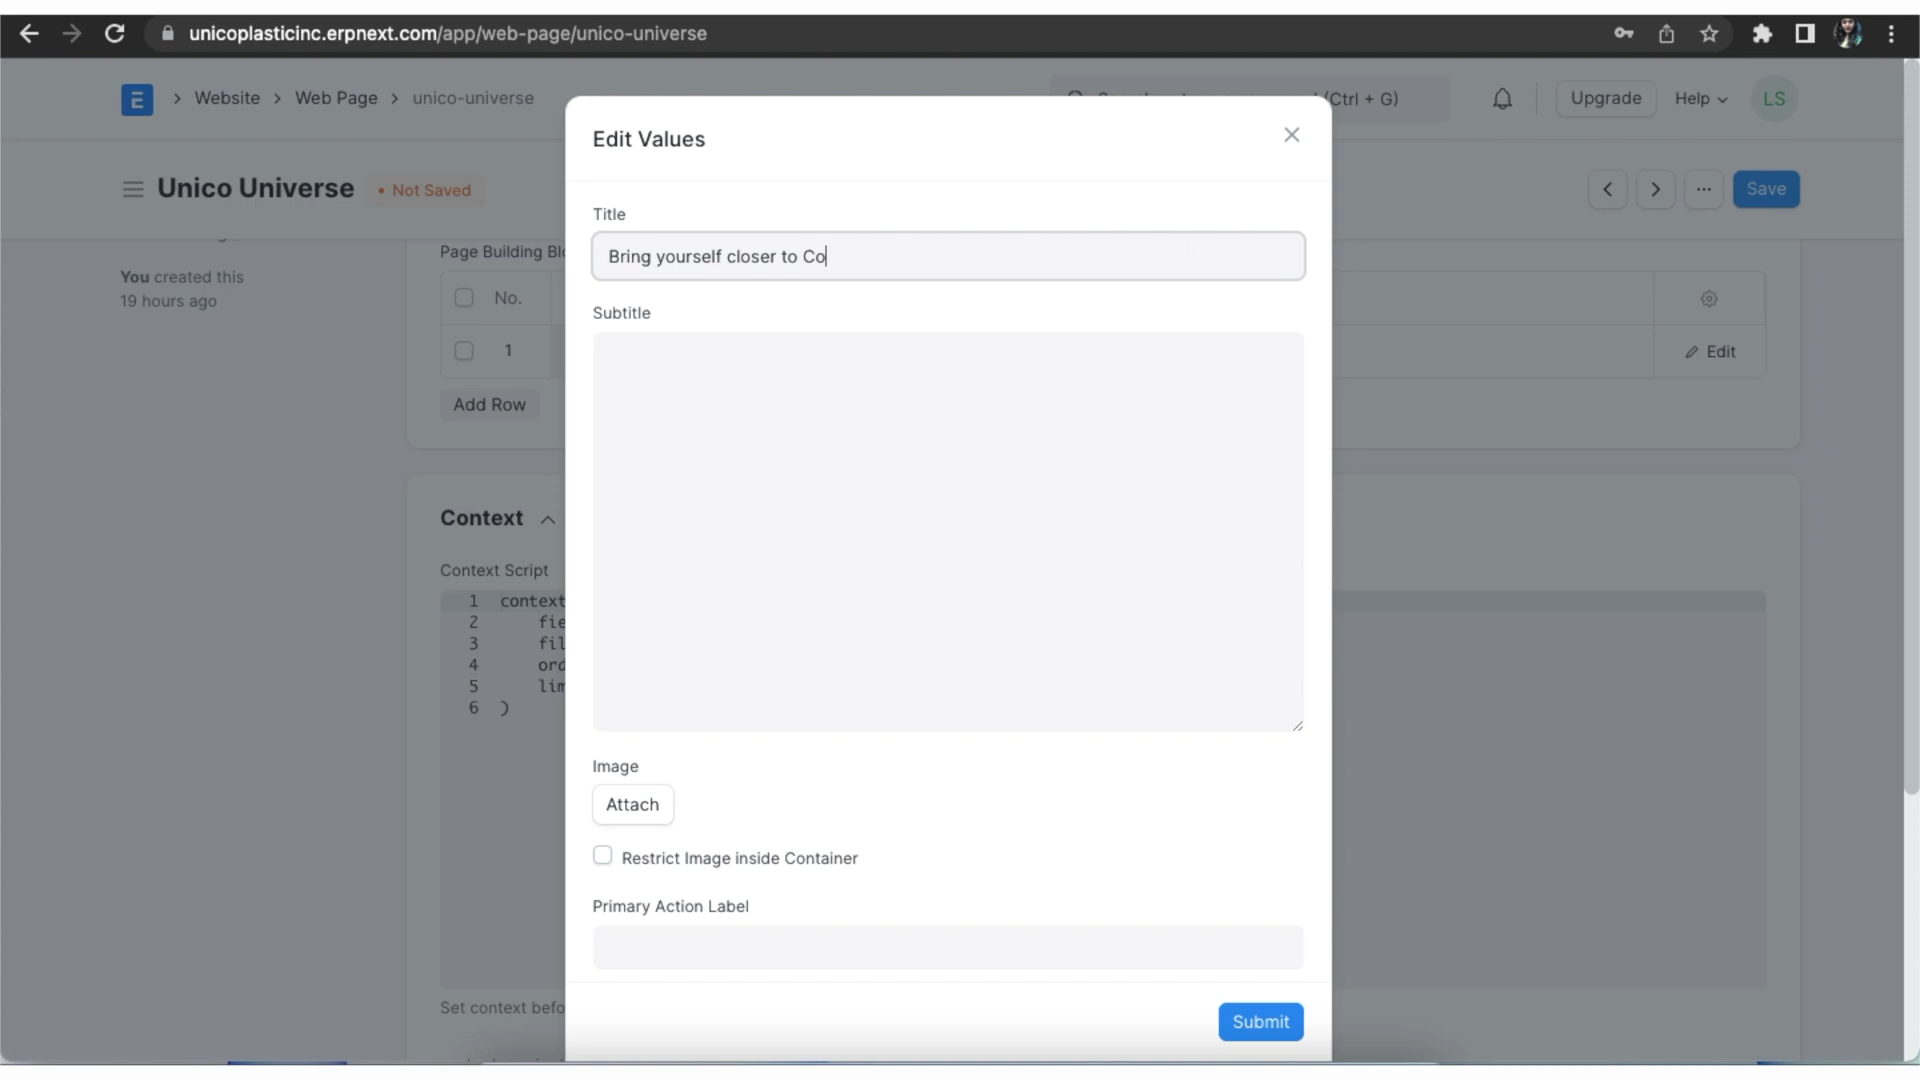 unicoplasticinc.erpnext.com/app/web-page/unico-universe
E > Website > Web Page > unico-universe
(Ctrl + G)
Upgrade
Help
LS
Unico Universe
• Not Saved
...
Save
You created this
19 hours ago
Page Building Blo
No.
1
Edit
Add Row
Context
Context Script
1 context
2 fie
3 fil
4 ord
5 lim
6 )
Set context befo
Edit Values
Title
Bring yourself closer to Co
Subtitle
Image
Attach
Restrict Image inside Container
Primary Action Label
Submit